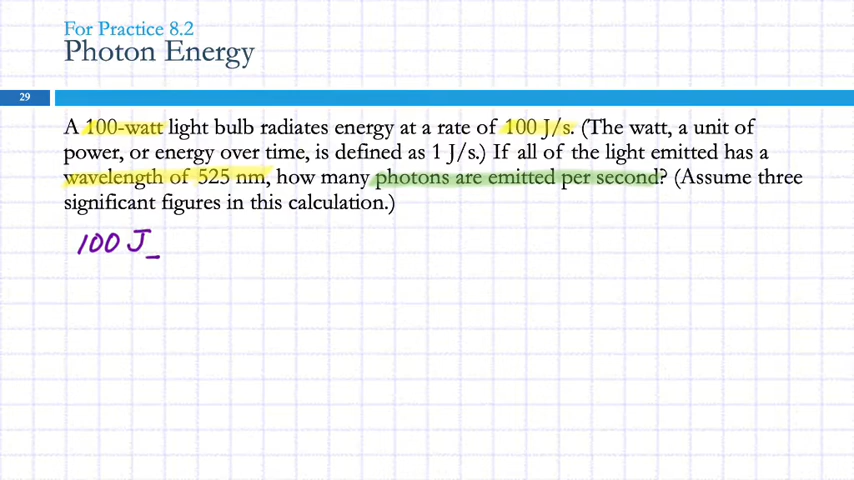 For Practice 8.2
Photon Energy
29
A 100-watt light bulb radiates energy at a rate of 100 J/s. (The watt, a unit of
power, or energy over time, is defined as 1 J/s.) If all of the light emitted has a
wavelength of 525 nm, how many photons are emitted per second? (Assume three
significant figures in this calculation.)
100 J